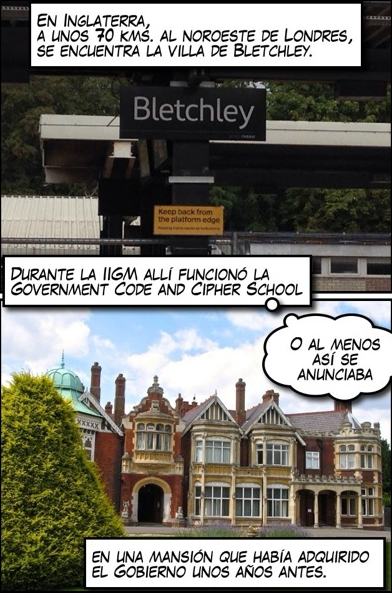 En Inglaterra,
a unos 70 kms. al noroeste de Londres,
se encuentra la villa de Bletchley.
Bletchley
Keep back from
the platform edge
Durante la IIGM allí funcionó la
Government Code and Cipher School
O al menos
así se
anunciaba
en una mansión que había adquirido
el Gobierno unos años antes.